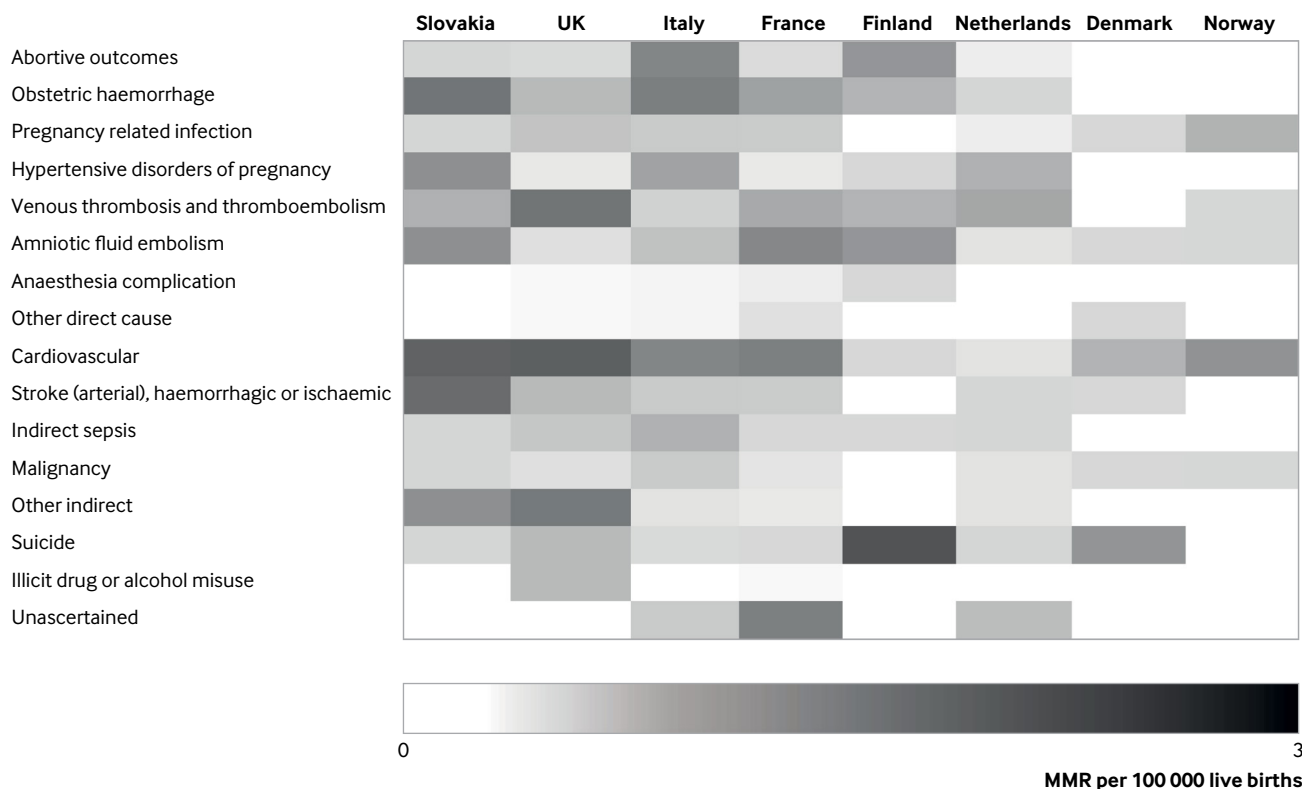 Slovakia UK Italy France Finland Netherlands Denmark Norway
Abortive outcomes
Obstetric haemorrhage
Pregnancy related infection
Hypertensive disorders of pregnancy
Venous thrombosis and thromboembolism
Amniotic fluid embolism
Anaesthesia complication
Other direct cause
Cardiovascular
Stroke (arterial), haemorrhagic or ischaemic
Indirect sepsis
Malignancy
Other indirect
Suicide
Illicit drug or alcohol misuse
Unascertained
0 3
MMR per 100 000 live births